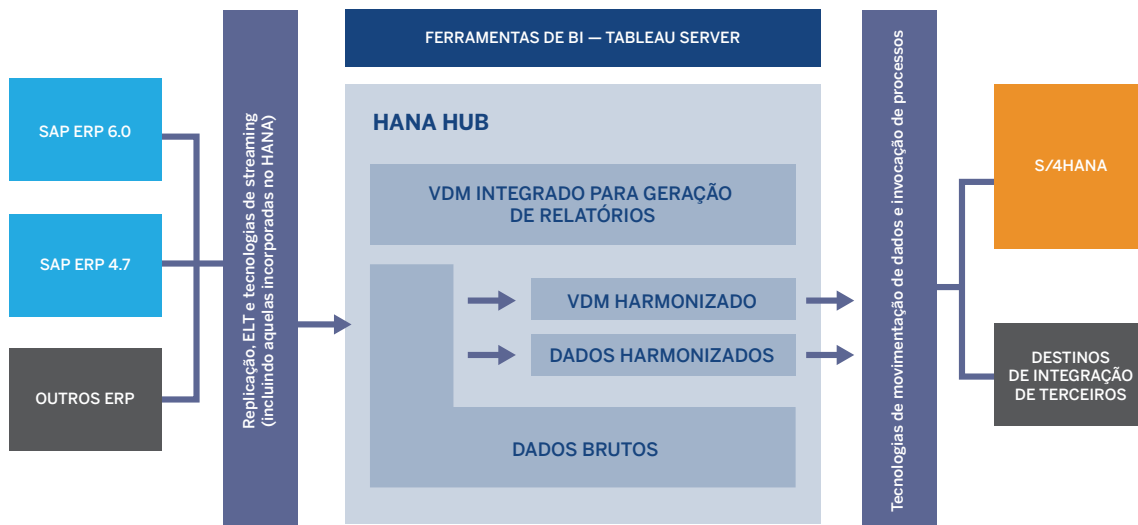 FERRAMENTAS DE BI — TABLEAU SERVER
SAP ERP 6.0
SAP ERP 4.7
OUTROS ERP
Replicação, ELT e tecnologias de streaming
(incluindo aquelas incorporadas no HANA)
HANA HUB
VDM INTEGRADO PARA GERAÇÃO
DE RELATÓRIOS
VDM HARMONIZADO
DADOS HARMONIZADOS
DADOS BRUTOS
Tecnologias de movimentação de dados e invocação de processos
S/4HANA
DESTINOS
DE INTEGRAÇÃO
DE TERCEIROS